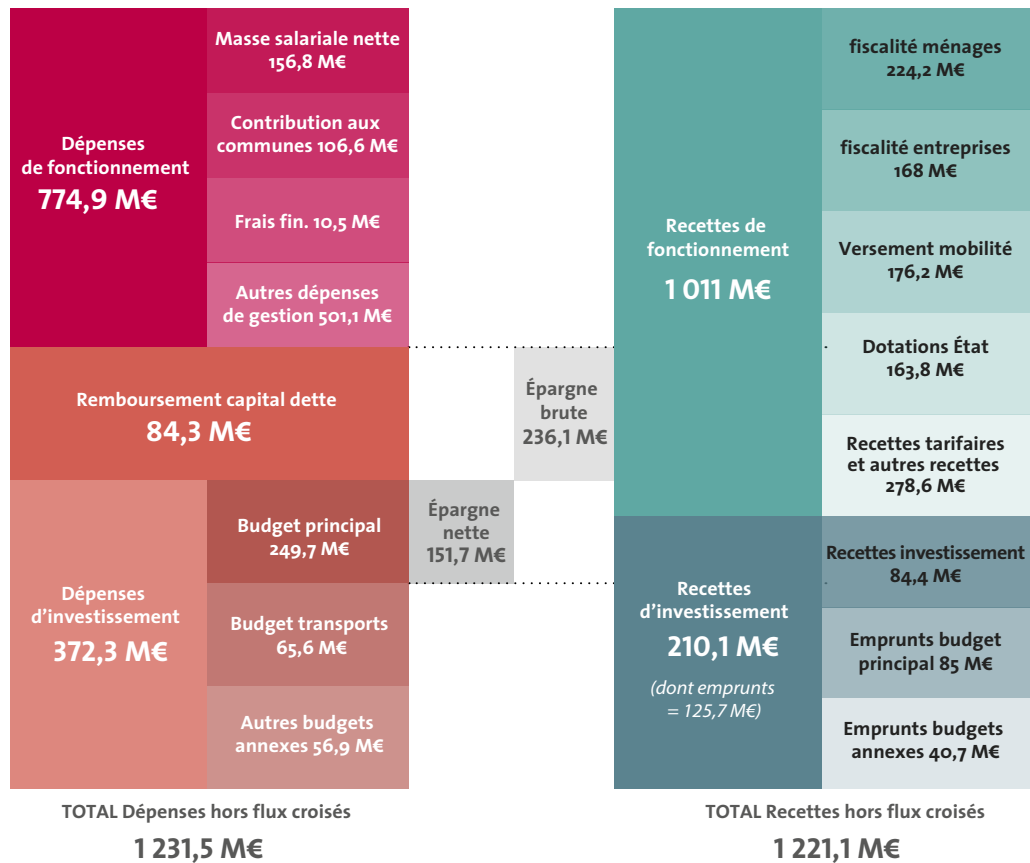 Dépenses
de fonctionnement
774,9 M€
Masse salariale nette
156,8 M€
Contribution aux
communes 106,6 M€
Frais fin. 10,5 M€
Autres dépenses
de gestion 501,1 M€
Remboursement capital dette
84,3 M€
Dépenses
d’investissement
372,3 M€
Budget principal
249,7 M€
Budget transports
65,6 M€
Autres budgets
annexes 56,9 M€
TOTAL Dépenses hors flux croisés
1 231,5 M€
Épargne
nette
151,7 M€
Épargne
brute
236,1 M€
Recettes de
fonctionnement
1 011 M€
fiscalité ménages
224,2 M€
fiscalité entreprises
168 M€
Versement mobilité
176,2 M€
Dotations État
163,8 M€
Recettes tarifaires
et autres recettes
278,6 M€
Recettes
d’investissement
210,1 M€
(dont emprunts
= 125,7 M€)
Recettes investissement
84,4 M€
Emprunts budget
principal 85 M€
Emprunts budgets
annexes 40,7 M€
TOTAL Recettes hors flux croisés
1 221,1 M€